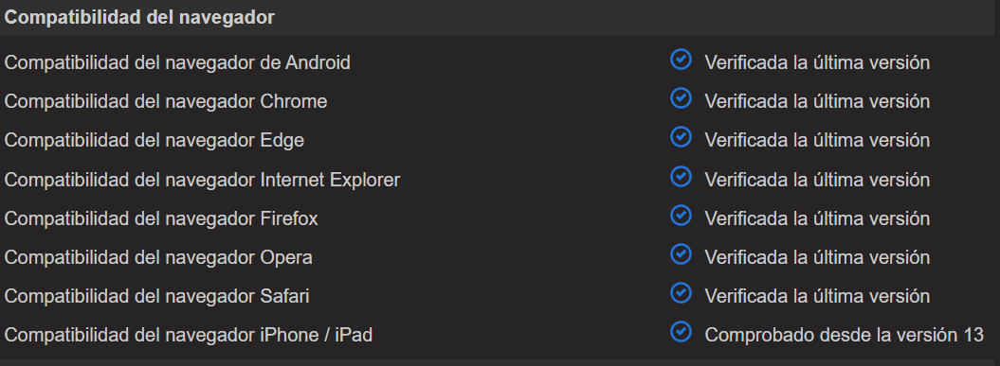 Compatibilidad del navegador
Compatibilidad del navegador de Android Verificada la última versión
Compatibilidad del navegador Chrome Verificada la última versión
Compatibilidad del navegador Edge Verificada la última versión
Compatibilidad del navegador Internet Explorer Verificada la última versión
Compatibilidad del navegador Firefox Verificada la última versión
Compatibilidad del navegador Opera Verificada la última versión
Compatibilidad del navegador Safari Verificada la última versión
Compatibilidad del navegador iPhone / iPad Comprobado desde la versión 13